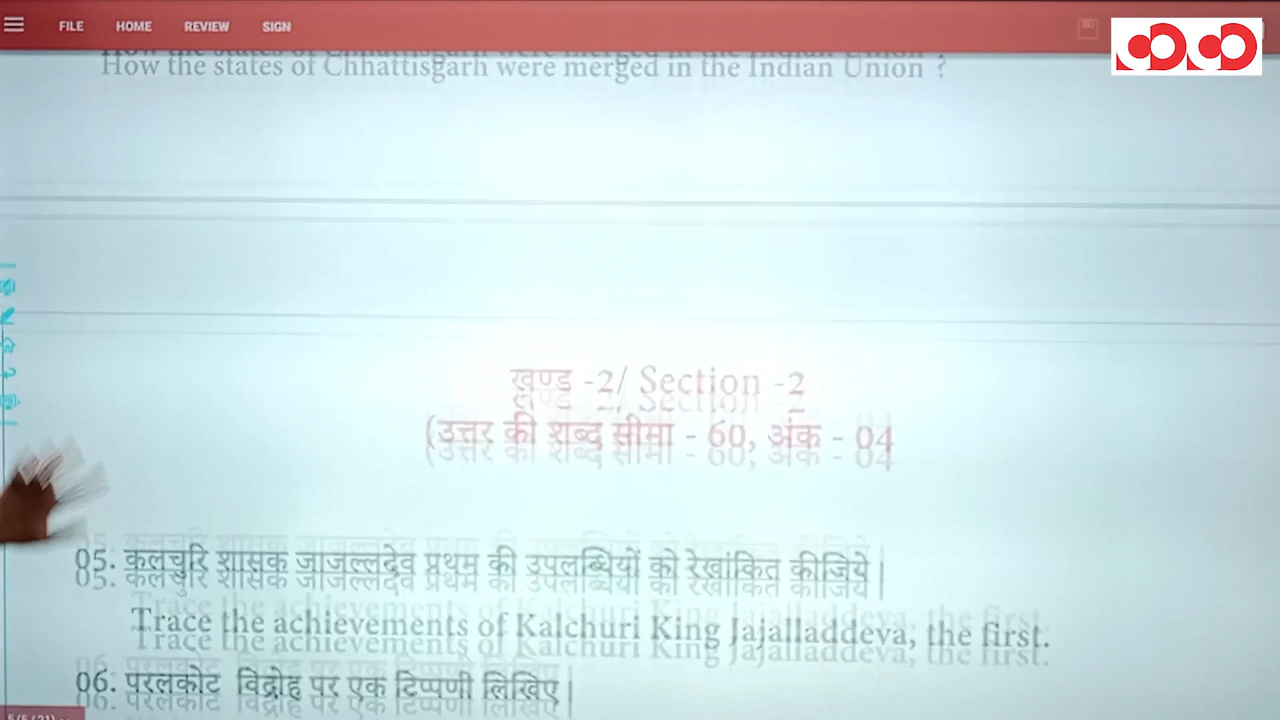 FILE HOME REVIEW SIGN
How the states of Chhattisgarh were merged in the Indian Union ?
खण्ड -2/ Section -2
(उत्तर की शब्द सीमा - 60, अंक - 04
05. कलचुरि शासक जाजल्लदेव प्रथम की उपलब्धियों को रेखांकित कीजिये |
Trace the achievements of Kalchuri King Jajalladdeva, the first.
06. परलकोट विद्रोह पर एक टिप्पणी लिखिए |